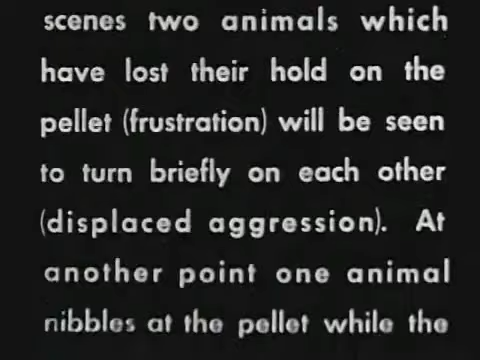 scenes two animals which
have lost their hold on the
pellet (frustration) will be seen
to turn briefly on each other
(displaced aggression). At
another point one animal
nibbles at the pellet while the